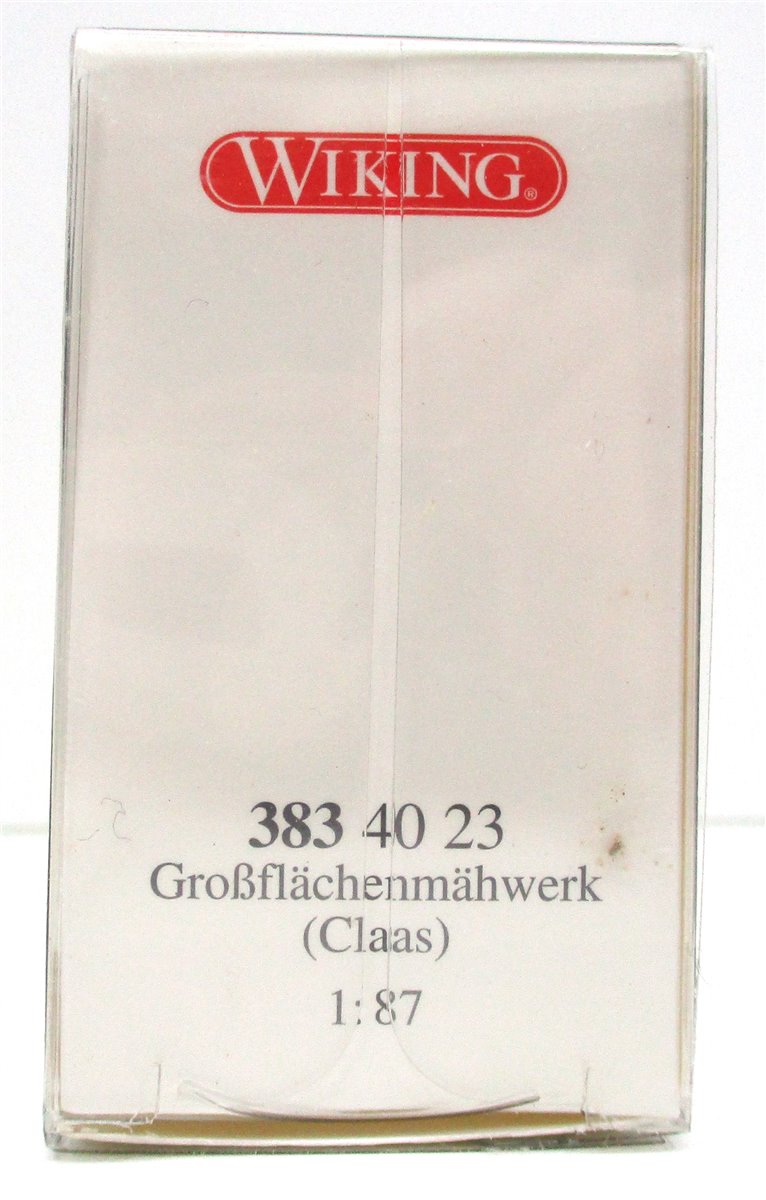 WIKING®
383 40 23
Großflächenmähwerk
(Claas)
1:87